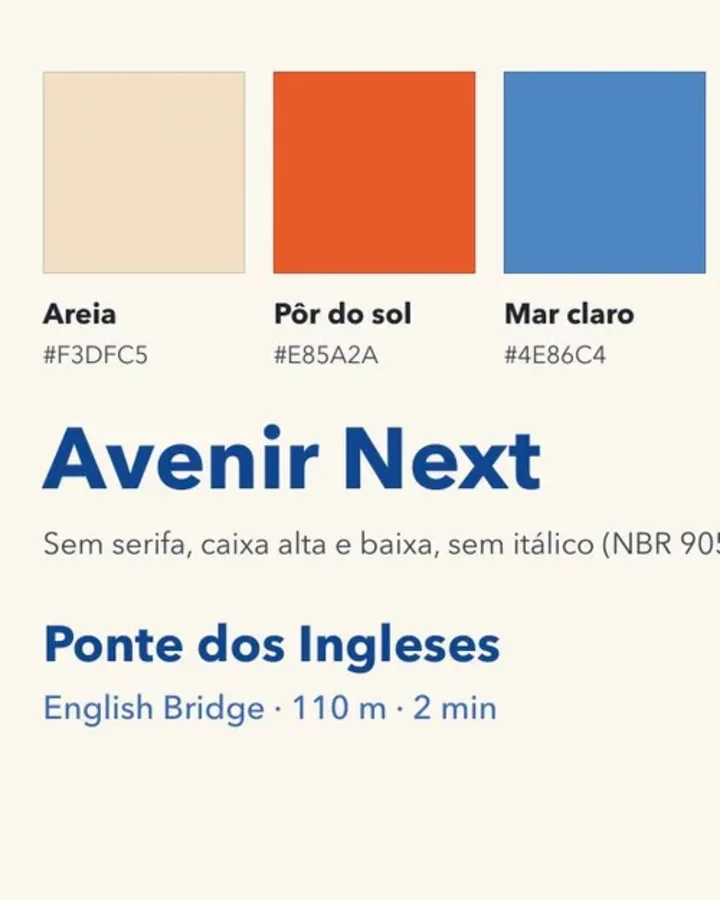 Areia Pôr do sol Mar claro
#F3DFC5 #E85A2A #4E86C4
Avenir Next
Sem serifa, caixa alta e baixa, sem itálico (NBR
Ponte dos Ingleses
English Bridge · 110 m · 2 min